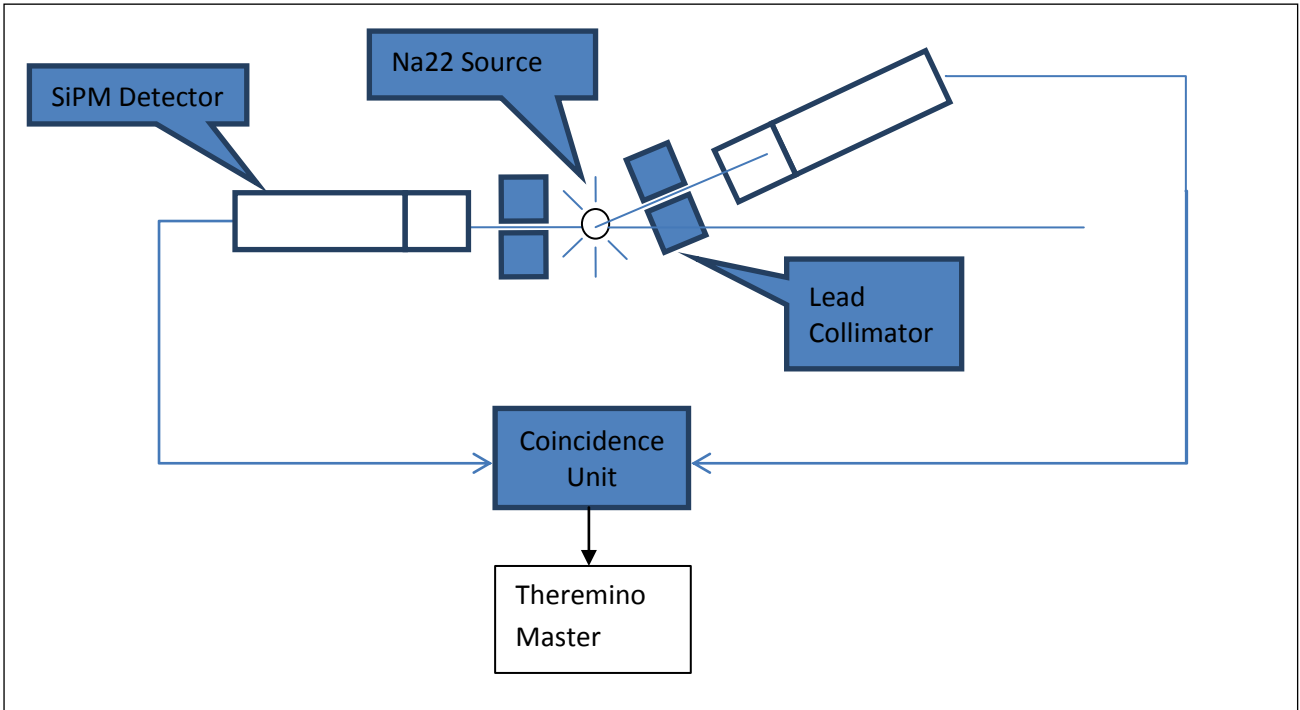 Na22 Source
SiPM Detector
Lead
Collimator
Coincidence
Unit
Theremino
Master